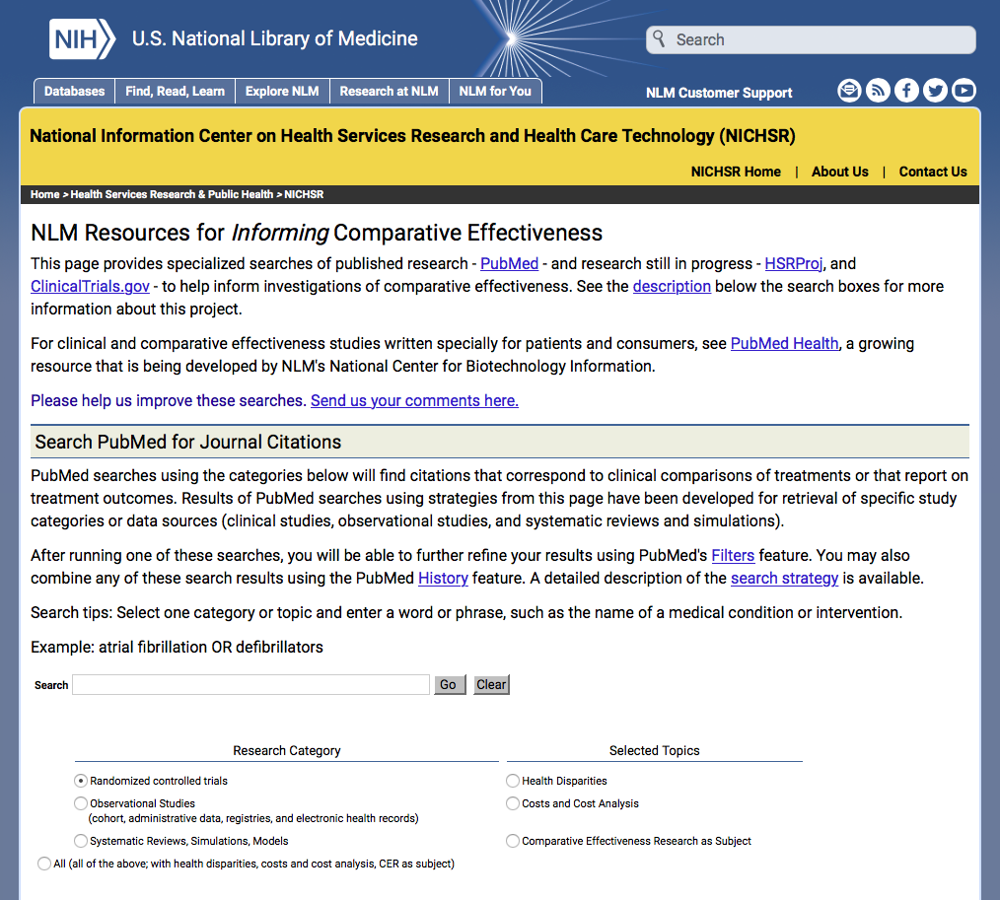 NIH U.S. National Library of Medicine
Search
Databases Find, Read, Learn Explore NLM Research at NLM NLM for You
NLM Customer Support
National Information Center on Health Services Research and Health Care Technology (NICHSR)
NICHSR Home | About Us | Contact Us
Home > Health Services Research & Public Health > NICHSR
NLM Resources for Informing Comparative Effectiveness
This page provides specialized searches of published research - PubMed - and research still in progress - HSRProj, and
ClinicalTrials.gov - to help inform investigations of comparative effectiveness. See the description below the search boxes for more
information about this project.
For clinical and comparative effectiveness studies written specially for patients and consumers, see PubMed Health, a growing
resource that is being developed by NLM's National Center for Biotechnology Information.
Please help us improve these searches. Send us your comments here.
Search PubMed for Journal Citations
PubMed searches using the categories below will find citations that correspond to clinical comparisons of treatments or that report on
treatment outcomes. Results of PubMed searches using strategies from this page have been developed for retrieval of specific study
categories or data sources (clinical studies, observational studies, and systematic reviews and simulations).
After running one of these searches, you will be able to further refine your results using PubMed's Filters feature. You may also
combine any of these search results using the PubMed History feature. A detailed description of the search strategy is available.
Search tips: Select one category or topic and enter a word or phrase, such as the name of a medical condition or intervention.
Example: atrial fibrillation OR defibrillators
Search Go Clear
Research Category Selected Topics
Randomized controlled trials Health Disparities
Observational Studies Costs and Cost Analysis
(cohort, administrative data, registries, and electronic health records)
Systematic Reviews, Simulations, Models Comparative Effectiveness Research as Subject
All (all of the above; with health disparities, costs and cost analysis, CER as subject)